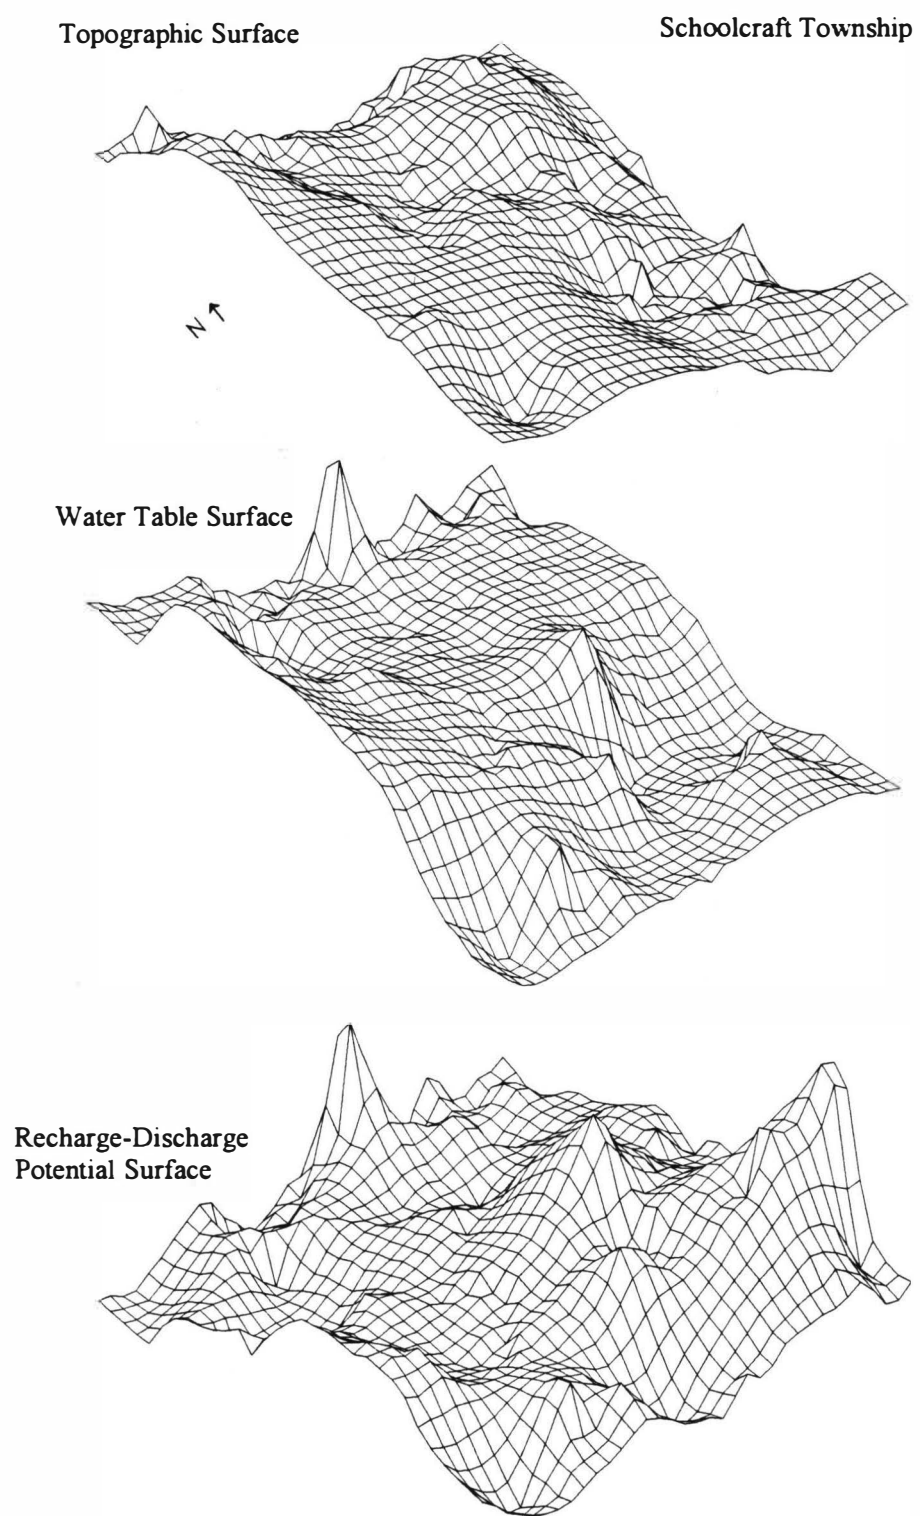 Topographic Surface
Schoolcraft Township
N
Water Table Surface
Recharge-Discharge
Potential Surface